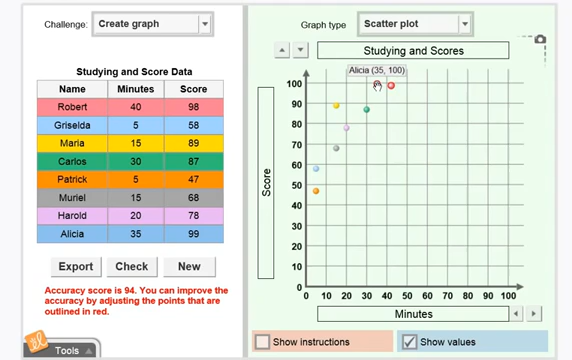 Challenge: Create graph
Graph type Scatter plot
Studying and Score Data
Name Minutes Score
Robert 40 98
Griselda 5 58
Maria 15 89
Carlos 30 87
Patrick 5 47
Muriel 15 68
Harold 20 78
Alicia 35 99
Export Check New
Accuracy score is 94. You can improve the
accuracy by adjusting the points that are
outlined in red.
Tools
Studying and Scores
Alicia (35, 100)
100
90
80
70
60
50
40
30
20
10
0
Score
0 10 20 30 40 50 60 70 80 90 100
Minutes
Show instructions
Show values